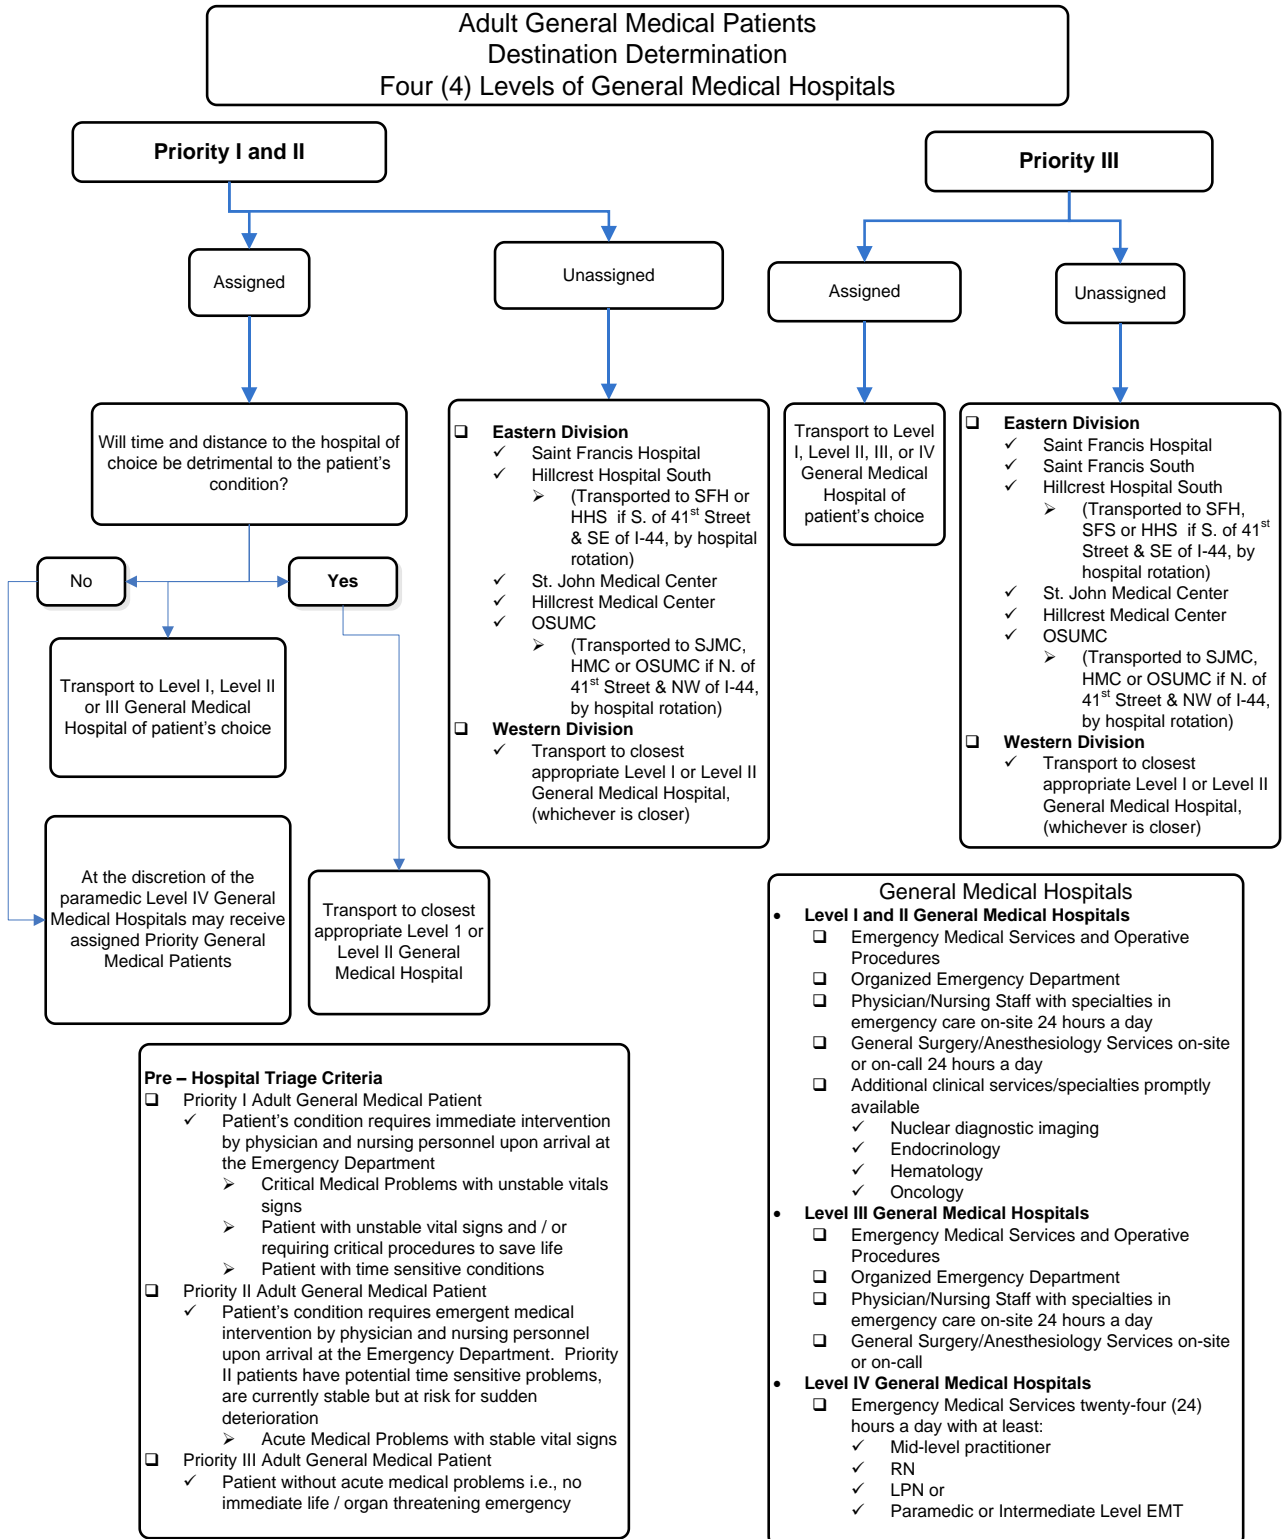 Adult General Medical Patients
Destination Determination
Four (4) Levels of General Medical Hospitals
Priority I and II
Priority III
Assigned
Unassigned
Assigned
Unassigned
Will time and distance to the hospital of
choice be detrimental to the patient’s
condition?
No
Yes
Transport to Level I, Level II
or III General Medical
Hospital of patient’s choice
At the discretion of the
paramedic Level IV General
Medical Hospitals may receive
assigned Priority General
Medical Patients
Transport to closest
appropriate Level 1 or
Level II General
Medical Hospital
❑ Eastern Division
✓ Saint Francis Hospital
✓ Hillcrest Hospital South
➢ (Transported to SFH or
HHS if S. of 41st Street
& SE of I-44, by hospital
rotation)
✓ St. John Medical Center
✓ Hillcrest Medical Center
✓ OSUMC
➢ (Transported to SJMC,
HMC or OSUMC if N. of
41st Street & NW of I-44,
by hospital rotation)
❑ Western Division
✓ Transport to closest
appropriate Level I or Level II
General Medical Hospital,
(whichever is closer)
Transport to Level
I, Level II, III, or IV
General Medical
Hospital of
patient’s choice
❑ Eastern Division
✓ Saint Francis Hospital
✓ Saint Francis South
✓ Hillcrest Hospital South
➢ (Transported to SFH,
SFS or HHS if S. of 41st
Street & SE of I-44, by
hospital rotation)
✓ St. John Medical Center
✓ Hillcrest Medical Center
✓ OSUMC
➢ (Transported to SJMC,
HMC or OSUMC if N. of
41st Street & NW of I-44,
by hospital rotation)
❑ Western Division
✓ Transport to closest
appropriate Level I or Level II
General Medical Hospital,
(whichever is closer)
Pre – Hospital Triage Criteria
❑ Priority I Adult General Medical Patient
✓ Patient’s condition requires immediate intervention
by physician and nursing personnel upon arrival at
the Emergency Department
➢ Critical Medical Problems with unstable vitals
signs
➢ Patient with unstable vital signs and / or
requiring critical procedures to save life
➢ Patient with time sensitive conditions
❑ Priority II Adult General Medical Patient
✓ Patient’s condition requires emergent medical
intervention by physician and nursing personnel
upon arrival at the Emergency Department. Priority
II patients have potential time sensitive problems,
are currently stable but at risk for sudden
deterioration
➢ Acute Medical Problems with stable vital signs
❑ Priority III Adult General Medical Patient
✓ Patient without acute medical problems i.e., no
immediate life / organ threatening emergency
General Medical Hospitals
• Level I and II General Medical Hospitals
❑ Emergency Medical Services and Operative
Procedures
❑ Organized Emergency Department
❑ Physician/Nursing Staff with specialties in
emergency care on-site 24 hours a day
❑ General Surgery/Anesthesiology Services on-site
or on-call 24 hours a day
❑ Additional clinical services/specialties promptly
available
✓ Nuclear diagnostic imaging
✓ Endocrinology
✓ Hematology
✓ Oncology
• Level III General Medical Hospitals
❑ Emergency Medical Services and Operative
Procedures
❑ Organized Emergency Department
❑ Physician/Nursing Staff with specialties in
emergency care on-site 24 hours a day
❑ General Surgery/Anesthesiology Services on-site
or on-call
• Level IV General Medical Hospitals
❑ Emergency Medical Services twenty-four (24)
hours a day with at least:
✓ Mid-level practitioner
✓ RN
✓ LPN or
✓ Paramedic or Intermediate Level EMT